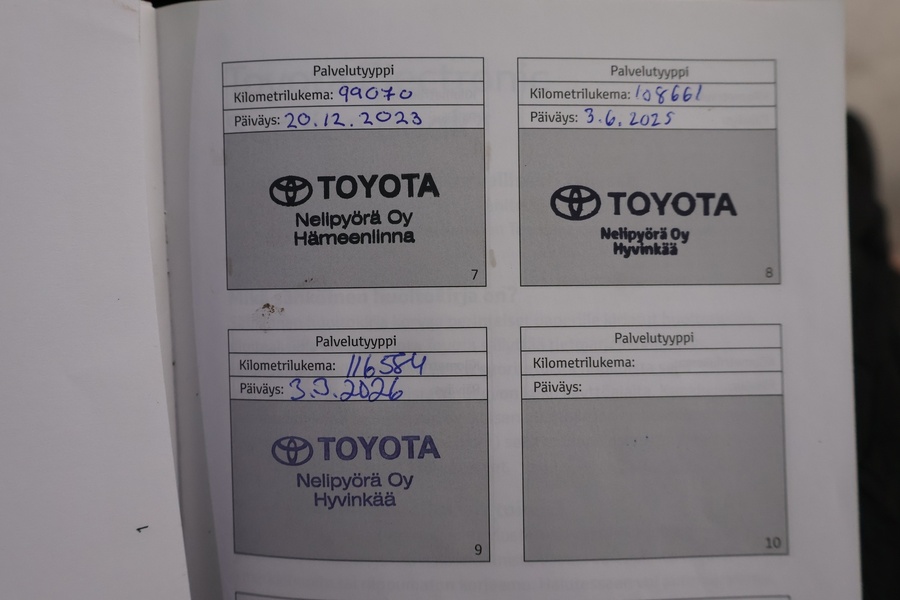 Palvelutyyppi
Kilometrilukema: 99070
Päiväys: 20.12.2023
TOYOTA
Nelipyörä Oy
Hämeenlinna
7
Palvelutyyppi
Kilometrilukema: 108661
Päiväys: 3.6.2025
TOYOTA
Nelipyörä Oy
Hyvinkää
8
Palvelutyyppi
Kilometrilukema: 116584
Päiväys: 3.3.2026
TOYOTA
Nelipyörä Oy
Hyvinkää
9
Palvelutyyppi
Kilometrilukema:
Päiväys:
10